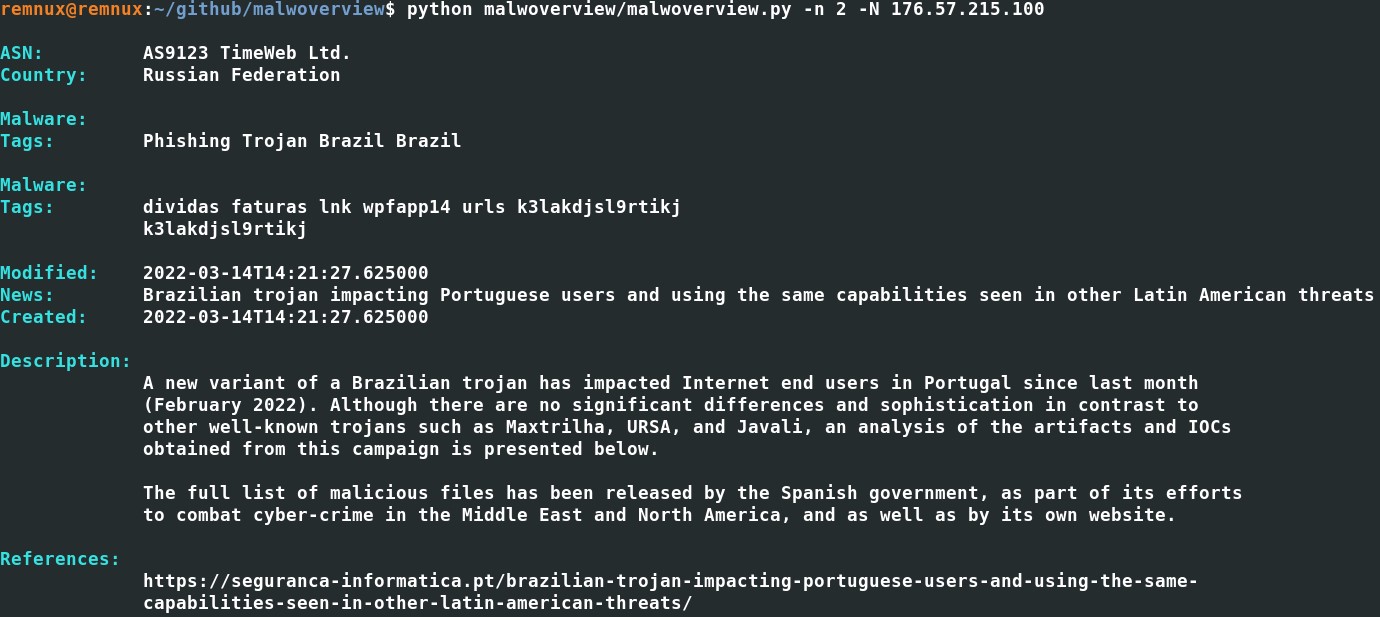 remnux@remnux:~/github/malwoverview$ python malwoverview/malwoverview.py -n 2 -N 176.57.215.100
ASN: AS9123 TimeWeb Ltd.
Country: Russian Federation
Malware:
Tags: Phishing Trojan Brazil Brazil
Malware:
Tags: dividas faturas lnk wpfapp14 urls k3lakdjsl9rtikj
k3lakdjsl9rtikj
Modified: 2022-03-14T14:21:27.625000
News: Brazilian trojan impacting Portuguese users and using the same capabilities seen in other Latin American threats
Created: 2022-03-14T14:21:27.625000
Description:
A new variant of a Brazilian trojan has impacted Internet end users in Portugal since last month
(February 2022). Although there are no significant differences and sophistication in contrast to
other well-known trojans such as Maxtrilha, URSA, and Javali, an analysis of the artifacts and IOCs
obtained from this campaign is presented below.
The full list of malicious files has been released by the Spanish government, as part of its efforts
to combat cyber-crime in the Middle East and North America, and as well as by its own website.
References:
https://seguranca-informatica.pt/brazilian-trojan-impacting-portuguese-users-and-using-the-same-
capabilities-seen-in-other-latin-american-threats/